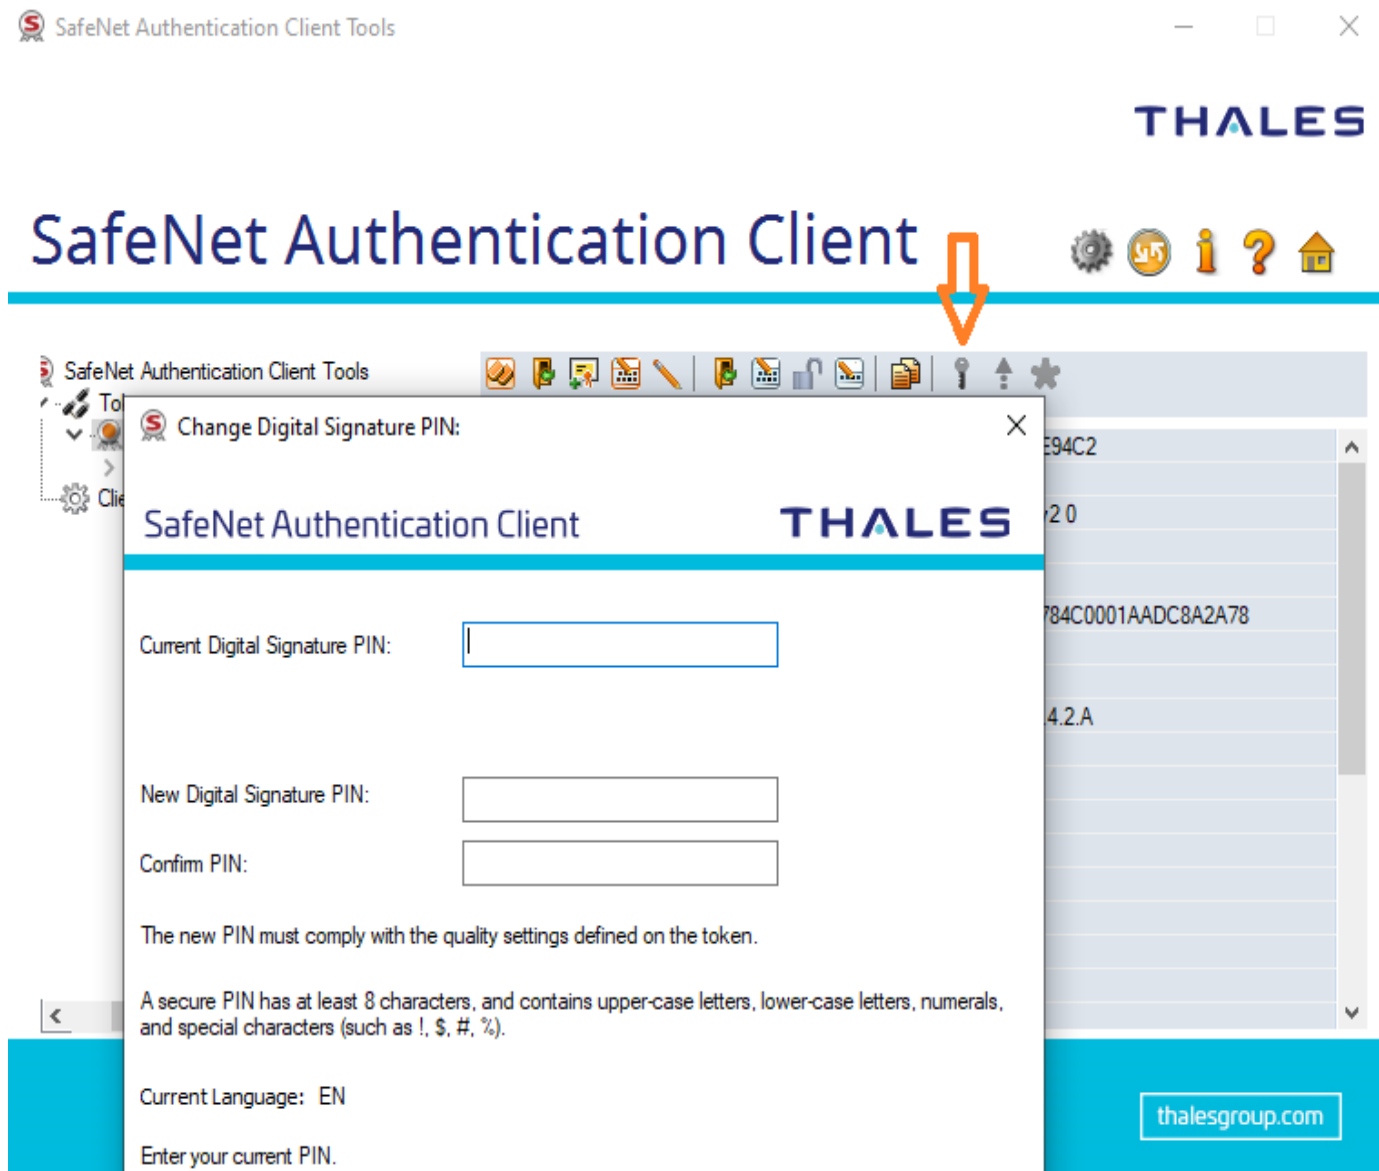 SafeNet Authentication Client Tools
THALES
SafeNet Authentication Client
SafeNet Authentication Client Tools
Change Digital Signature PIN:
E94C2
SafeNet Authentication Client
THALES
Current Digital Signature PIN:
784C0001AADC8A2A78
4.2.A
New Digital Signature PIN:
Confirm PIN:
The new PIN must comply with the quality settings defined on the token.
A secure PIN has at least 8 characters, and contains upper-case letters, lower-case letters, numerals,
and special characters (such as !, $, #, %).
Current Language: EN
thalesgroup.com
Enter your current PIN.